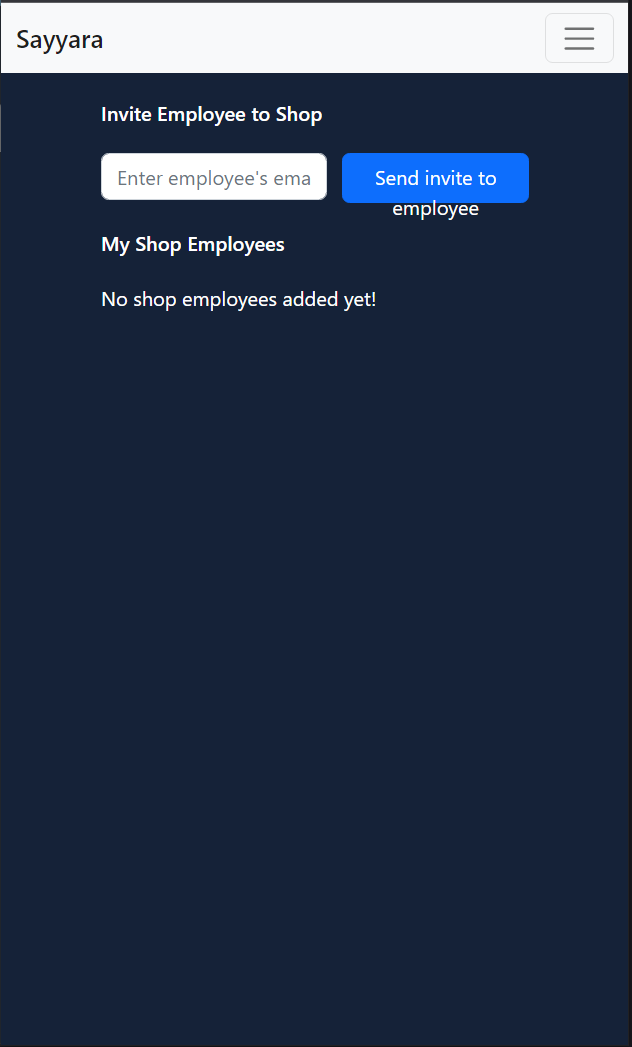 Sayyara
Invite Employee to Shop
Enter employee's ema
Send invite to
employee
My Shop Employees
No shop employees added yet!